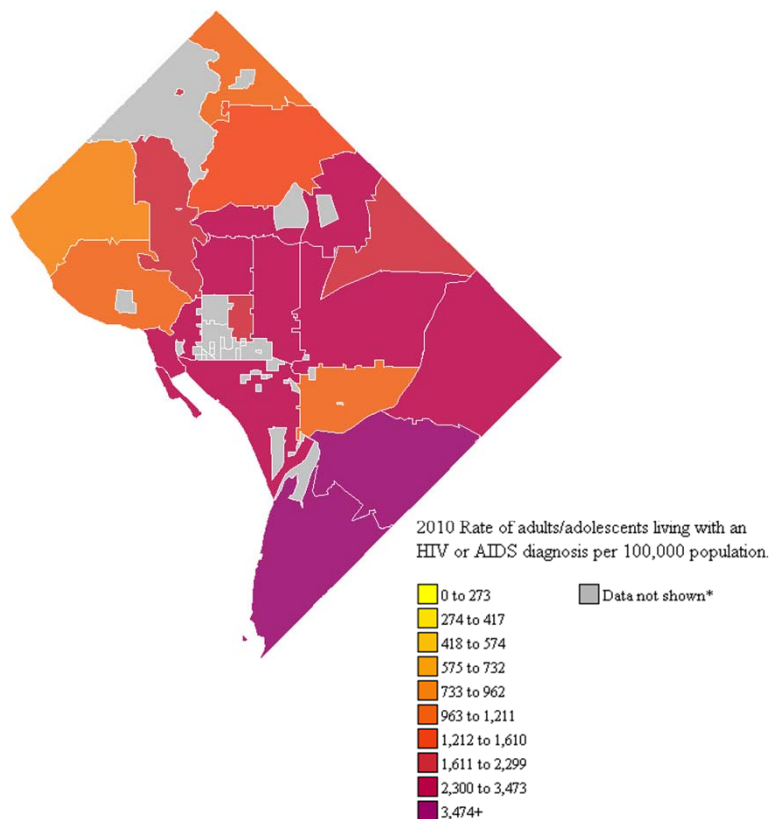 2010 Rate of adults/adolescents living with an
HIV or AIDS diagnosis per 100,000 population.
0 to 273
Data not shown*
274 to 417
418 to 574
575 to 732
733 to 962
963 to 1,211
1,212 to 1,610
1,611 to 2,299
2,300 to 3,473
3,474+